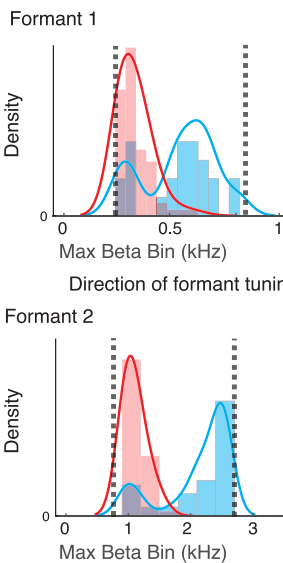 Formant 1
Density
0
0 0.5 1
Max Beta Bin (kHz)
Direction of formant
Formant 2
Density
0
0 1 2 3
Max Beta Bin (kHz)